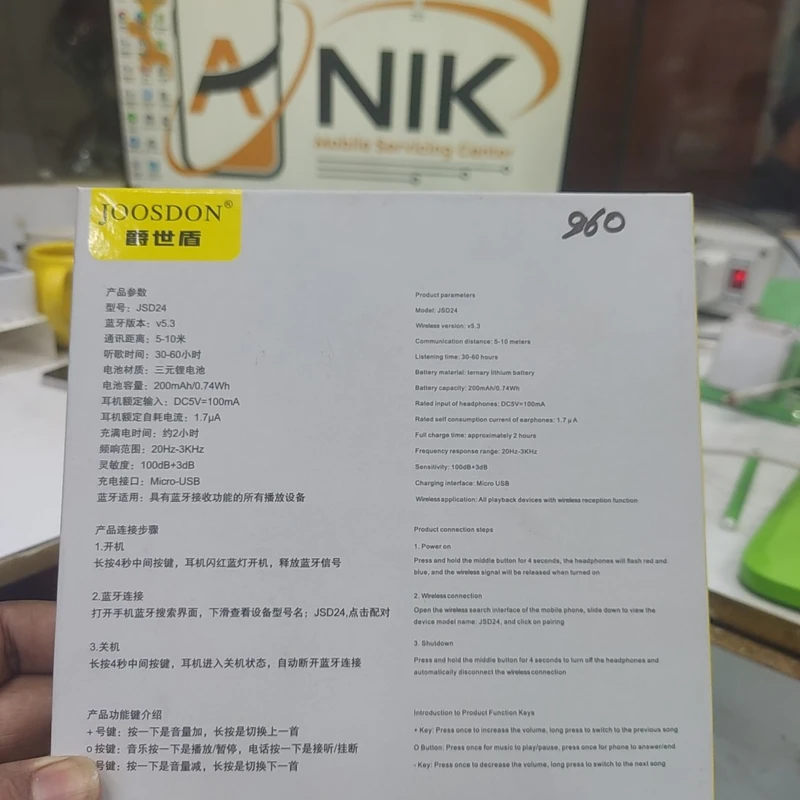 A
NIK
Mobile Servicing Center
JOOSDON®
爵世盾
960
产品参数
型号：JSD24
蓝牙版本：v5.3
通讯距离：5-10米
听歌时间：30-60小时
电池材质：三元锂电池
电池容量：200mAh/0.74Wh
耳机额定输入：DC5V=100mA
耳机额定自耗电流：1.7μA
充满电时间：约2小时
频响范围：20Hz-3KHz
灵敏度：100dB+3dB
充电接口：Micro-USB
蓝牙适用：具有蓝牙接收功能的所有播放设备
产品连接步骤
1.开机
长按4秒中间按键，耳机闪红蓝灯开机，释放蓝牙信号
2.蓝牙连接
打开手机蓝牙搜索界面，下滑查看设备型号名；JSD24,点击配对
3.关机
长按4秒中间按键，耳机进入关机状态，自动断开蓝牙连接
产品功能键介绍
+号键：按一下是音量加，长按是切换上一首
o按键：音乐按一下是播放/暂停，电话按一下是接听/挂断
号键：按一下是音量减，长按是切换下一首
Product parameters
Model: JSD24
Wireless version: v5.3
Communication distance: 5-10 meters
Listening time: 30-60 hours
Battery material: ternary lithium battery
Battery capacity: 200mAh/0.74Wh
Rated input of headphones: DC5V=100mA
Rated self consumption current of earphones: 1.7 μA
Full charge time: approximately 2 hours
Frequency response range: 20Hz-3KHz
Sensitivity: 100dB+3dB
Charging interface: Micro USB
Wireless application: All playback devices with wireless reception function
Product connection steps
1. Power on
Press and hold the middle button for 4 seconds, the headphones will flash red and
blue, and the wireless signal will be released when turned on
2. Wireless connection
Open the wireless search interface of the mobile phone, slide down to view the
device model name: JSD24, and click on pairing
3. Shutdown
Press and hold the middle button for 4 seconds to turn off the headphones and
automatically disconnect the wireless connection
Introduction to Product Function Keys
+ Key: Press once to increase the volume, long press to switch to the previous song
O Button: Press once for music to play/pause, press once for phone to answer/end
- Key: Press once to decrease the volume, long press to switch to the next song